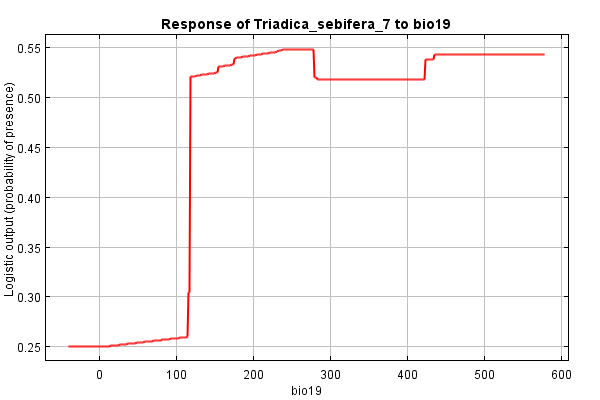 Response of Triadica_sebifera_7 to bio19
Logistic output (probability of presence)
0.55
0.50
0.45
0.40
0.35
0.30
0.25
0 100 200 300 400 500 600
bio19